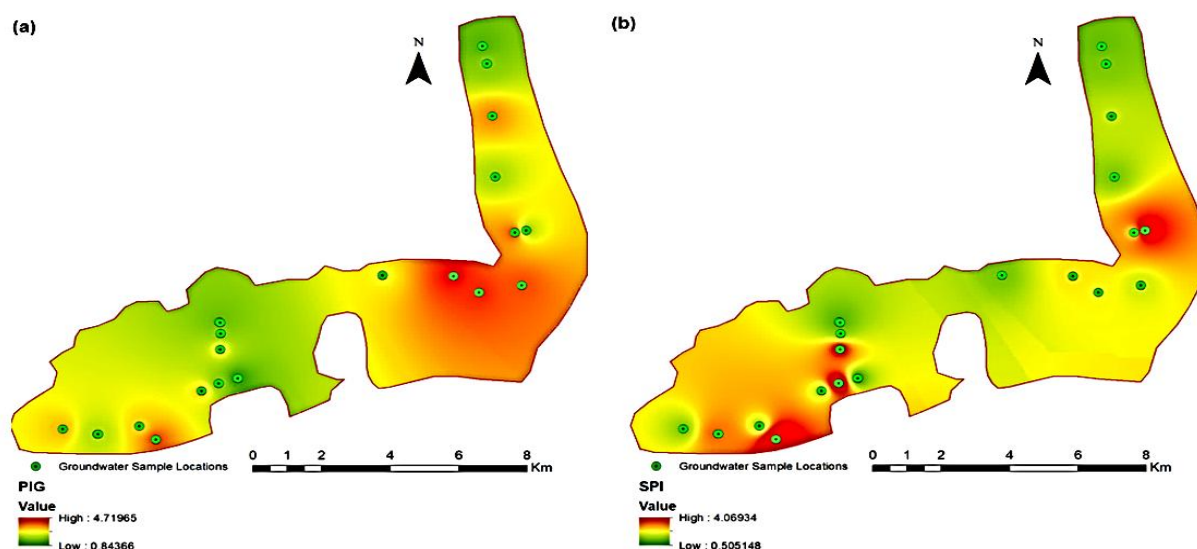 (a)
N
0 1 2 4 6 8
Km
Groundwater Sample Locations
PIG
Value
High : 4.71965
Low : 0.84366
(b)
N
0 1 2 4 6 8
Km
Groundwater Sample Locations
SPI
Value
High : 4.06934
Low : 0.505148